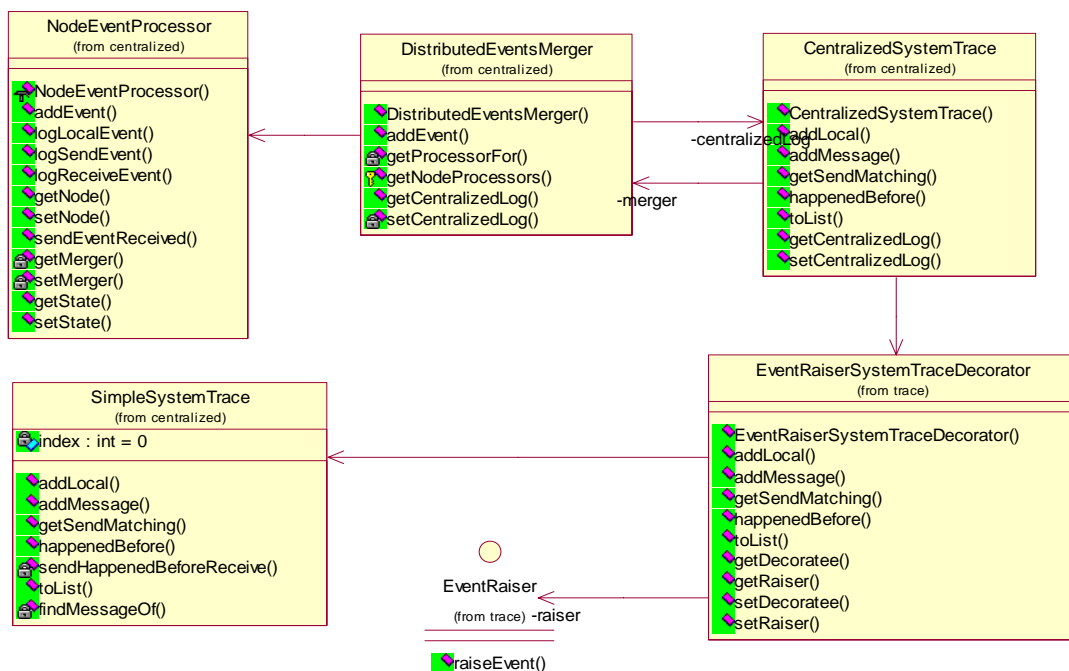 NodeEventProcessor
(from centralized)
NodeEventProcessor()
addEvent()
logLocalEvent()
logSendEvent()
logReceiveEvent()
getNode()
setNode()
sendEventReceived()
getMerger()
setMerger()
getState()
setState()
DistributedEventsMerger
(from centralized)
DistributedEventsMerger()
addEvent()
getProcessorFor()
getNodeProcessors()
getCentralizedLog()
setCentralizedLog()
-centralizedLog
-merger
CentralizedSystemTrace
(from centralized)
CentralizedSystemTrace()
addLocal()
addMessage()
getSendMatching()
happenedBefore()
toList()
getCentralizedLog()
setCentralizedLog()
SimpleSystemTrace
(from centralized)
index : int = 0
addLocal()
addMessage()
getSendMatching()
happenedBefore()
sendHappenedBeforeReceive()
toList()
findMessageOf()
EventRaiser
(from trace)
-raiser
raiseEvent()
EventRaiserSystemTraceDecorator
(from trace)
EventRaiserSystemTraceDecorator()
addLocal()
addMessage()
getSendMatching()
happenedBefore()
toList()
getDecoratee()
getRaiser()
setDecoratee()
setRaiser()